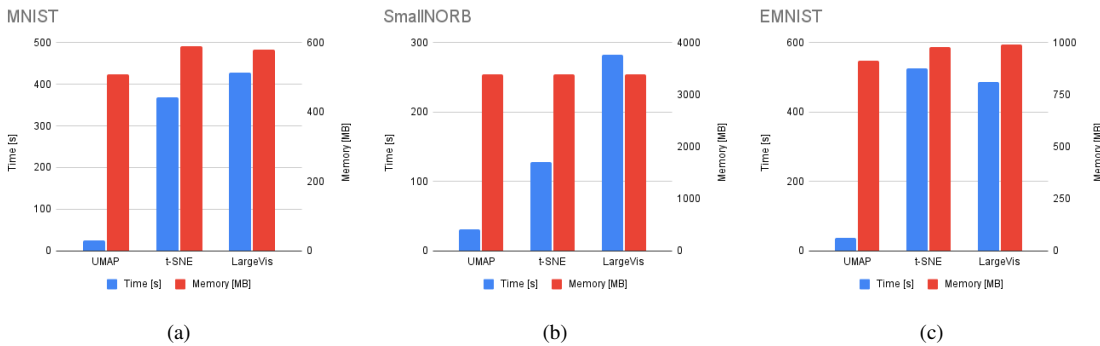 MNIST
500
400
300
200
100
0
600
400
200
0
Time [s]
Memory [MB]
UMAP
t-SNE
LargeVis
Time [s]
Memory [MB]
(a)
SmallNORB
300
200
100
0
4000
3000
2000
1000
0
Time [s]
Memory [MB]
UMAP
t-SNE
LargeVis
Time [s]
Memory [MB]
(b)
EMNIST
600
400
200
0
1000
750
500
250
0
Time [s]
Memory [MB]
UMAP
t-SNE
LargeVis
Time [s]
Memory [MB]
(c)